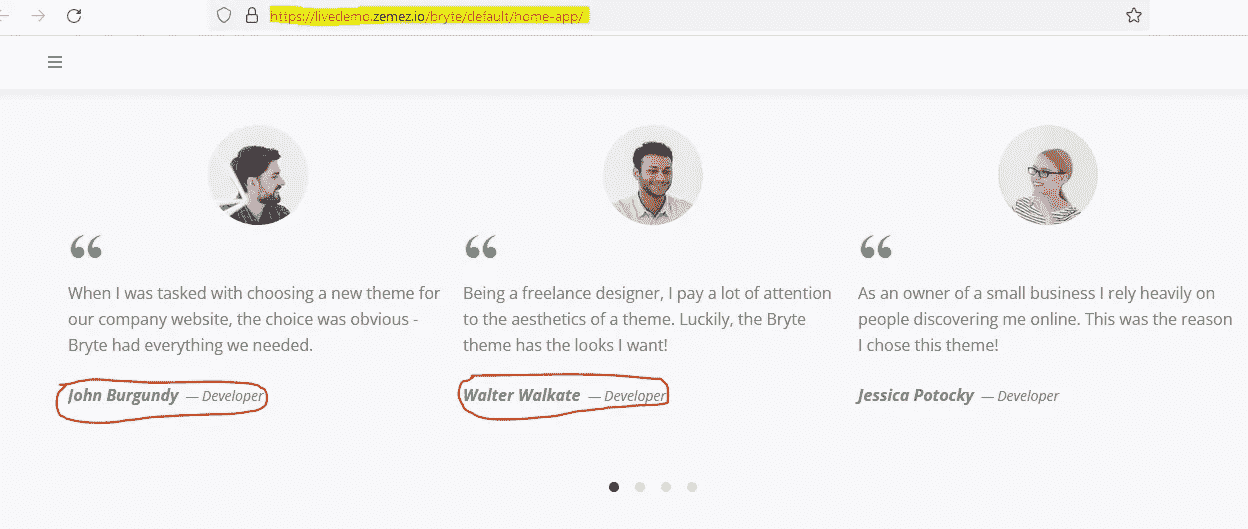 https://livedemo.zemez.io/bryte/default/home-app/
“
When I was tasked with choosing a new theme for
our company website, the choice was obvious -
Bryte had everything we needed.
John Burgundy — Developer
“
Being a freelance designer, I pay a lot of attention
to the aesthetics of a theme. Luckily, the Bryte
theme has the looks I want!
Walter Walkate — Developer
“
As an owner of a small business I rely heavily on
people discovering me online. This was the reason
I chose this theme!
Jessica Potocky — Developer